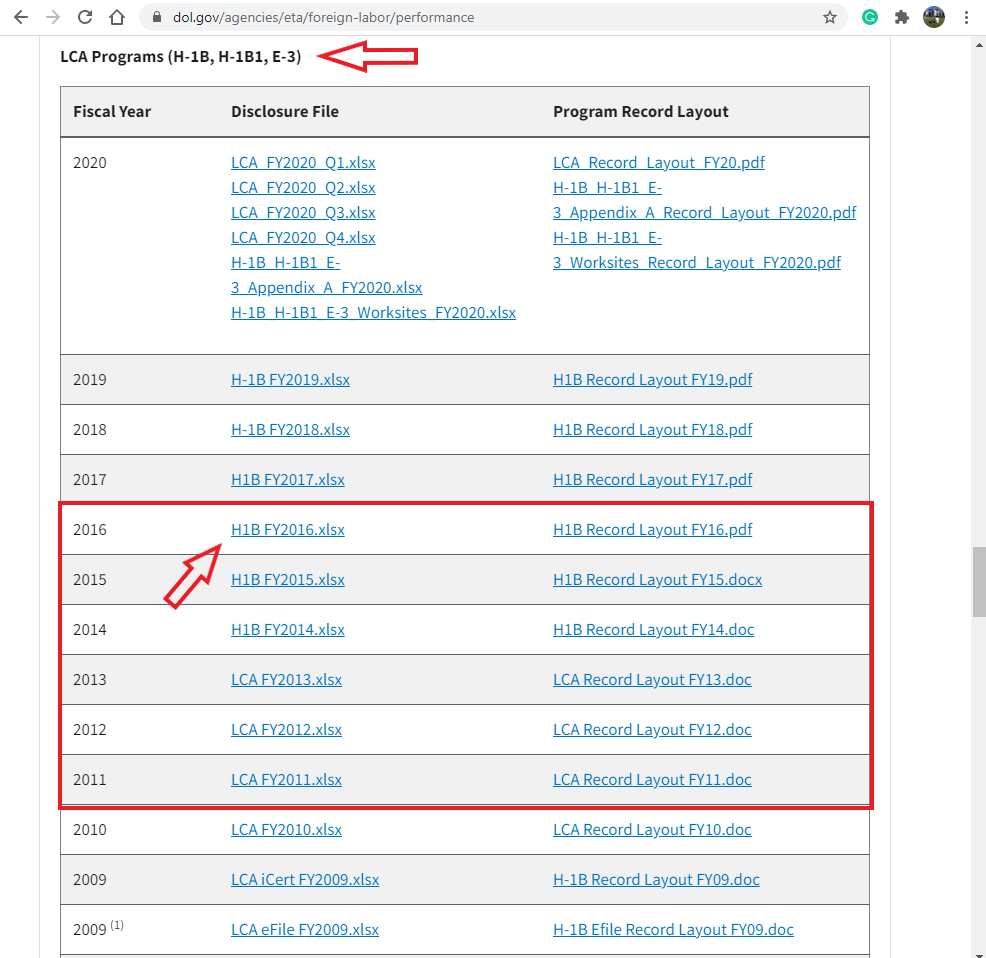 dol.gov/agencies/eta/foreign-labor/performance
LCA Programs (H-1B, H-1B1, E-3)
Fiscal Year Disclosure File Program Record Layout
2020 LCA_FY2020_Q1.xlsx LCA_Record_Layout_FY20.pdf
LCA_FY2020_Q2.xlsx H-1B_H-1B1_E-
LCA_FY2020_Q3.xlsx 3_Appendix_A_Record_Layout_FY2020.pdf
LCA_FY2020_Q4.xlsx H-1B_H-1B1_E-
H-1B_H-1B1_E- 3_Worksites_Record_Layout_FY2020.pdf
3_Appendix_A_FY2020.xlsx
H-1B_H-1B1_E-3_Worksites_FY2020.xlsx
2019 H-1B FY2019.xlsx H1B Record Layout FY19.pdf
2018 H-1B FY2018.xlsx H1B Record Layout FY18.pdf
2017 H1B FY2017.xlsx H1B Record Layout FY17.pdf
2016 H1B FY2016.xlsx H1B Record Layout FY16.pdf
2015 H1B FY2015.xlsx H1B Record Layout FY15.docx
2014 H1B FY2014.xlsx H1B Record Layout FY14.doc
2013 LCA FY2013.xlsx LCA Record Layout FY13.doc
2012 LCA FY2012.xlsx LCA Record Layout FY12.doc
2011 LCA FY2011.xlsx LCA Record Layout FY11.doc
2010 LCA FY2010.xlsx LCA Record Layout FY10.doc
2009 LCA iCert FY2009.xlsx H-1B Record Layout FY09.doc
2009 (1) LCA eFile FY2009.xlsx H-1B Efile Record Layout FY09.doc